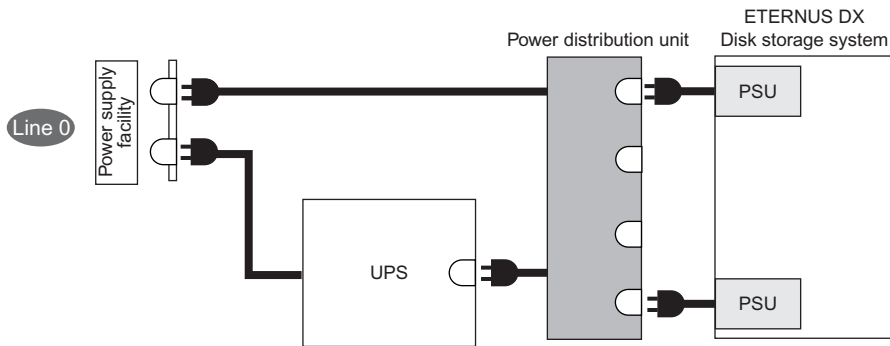 ETERNUS DX
Power distribution unit
Disk storage system
Line 0
Power supply
facility
PSU
UPS
PSU